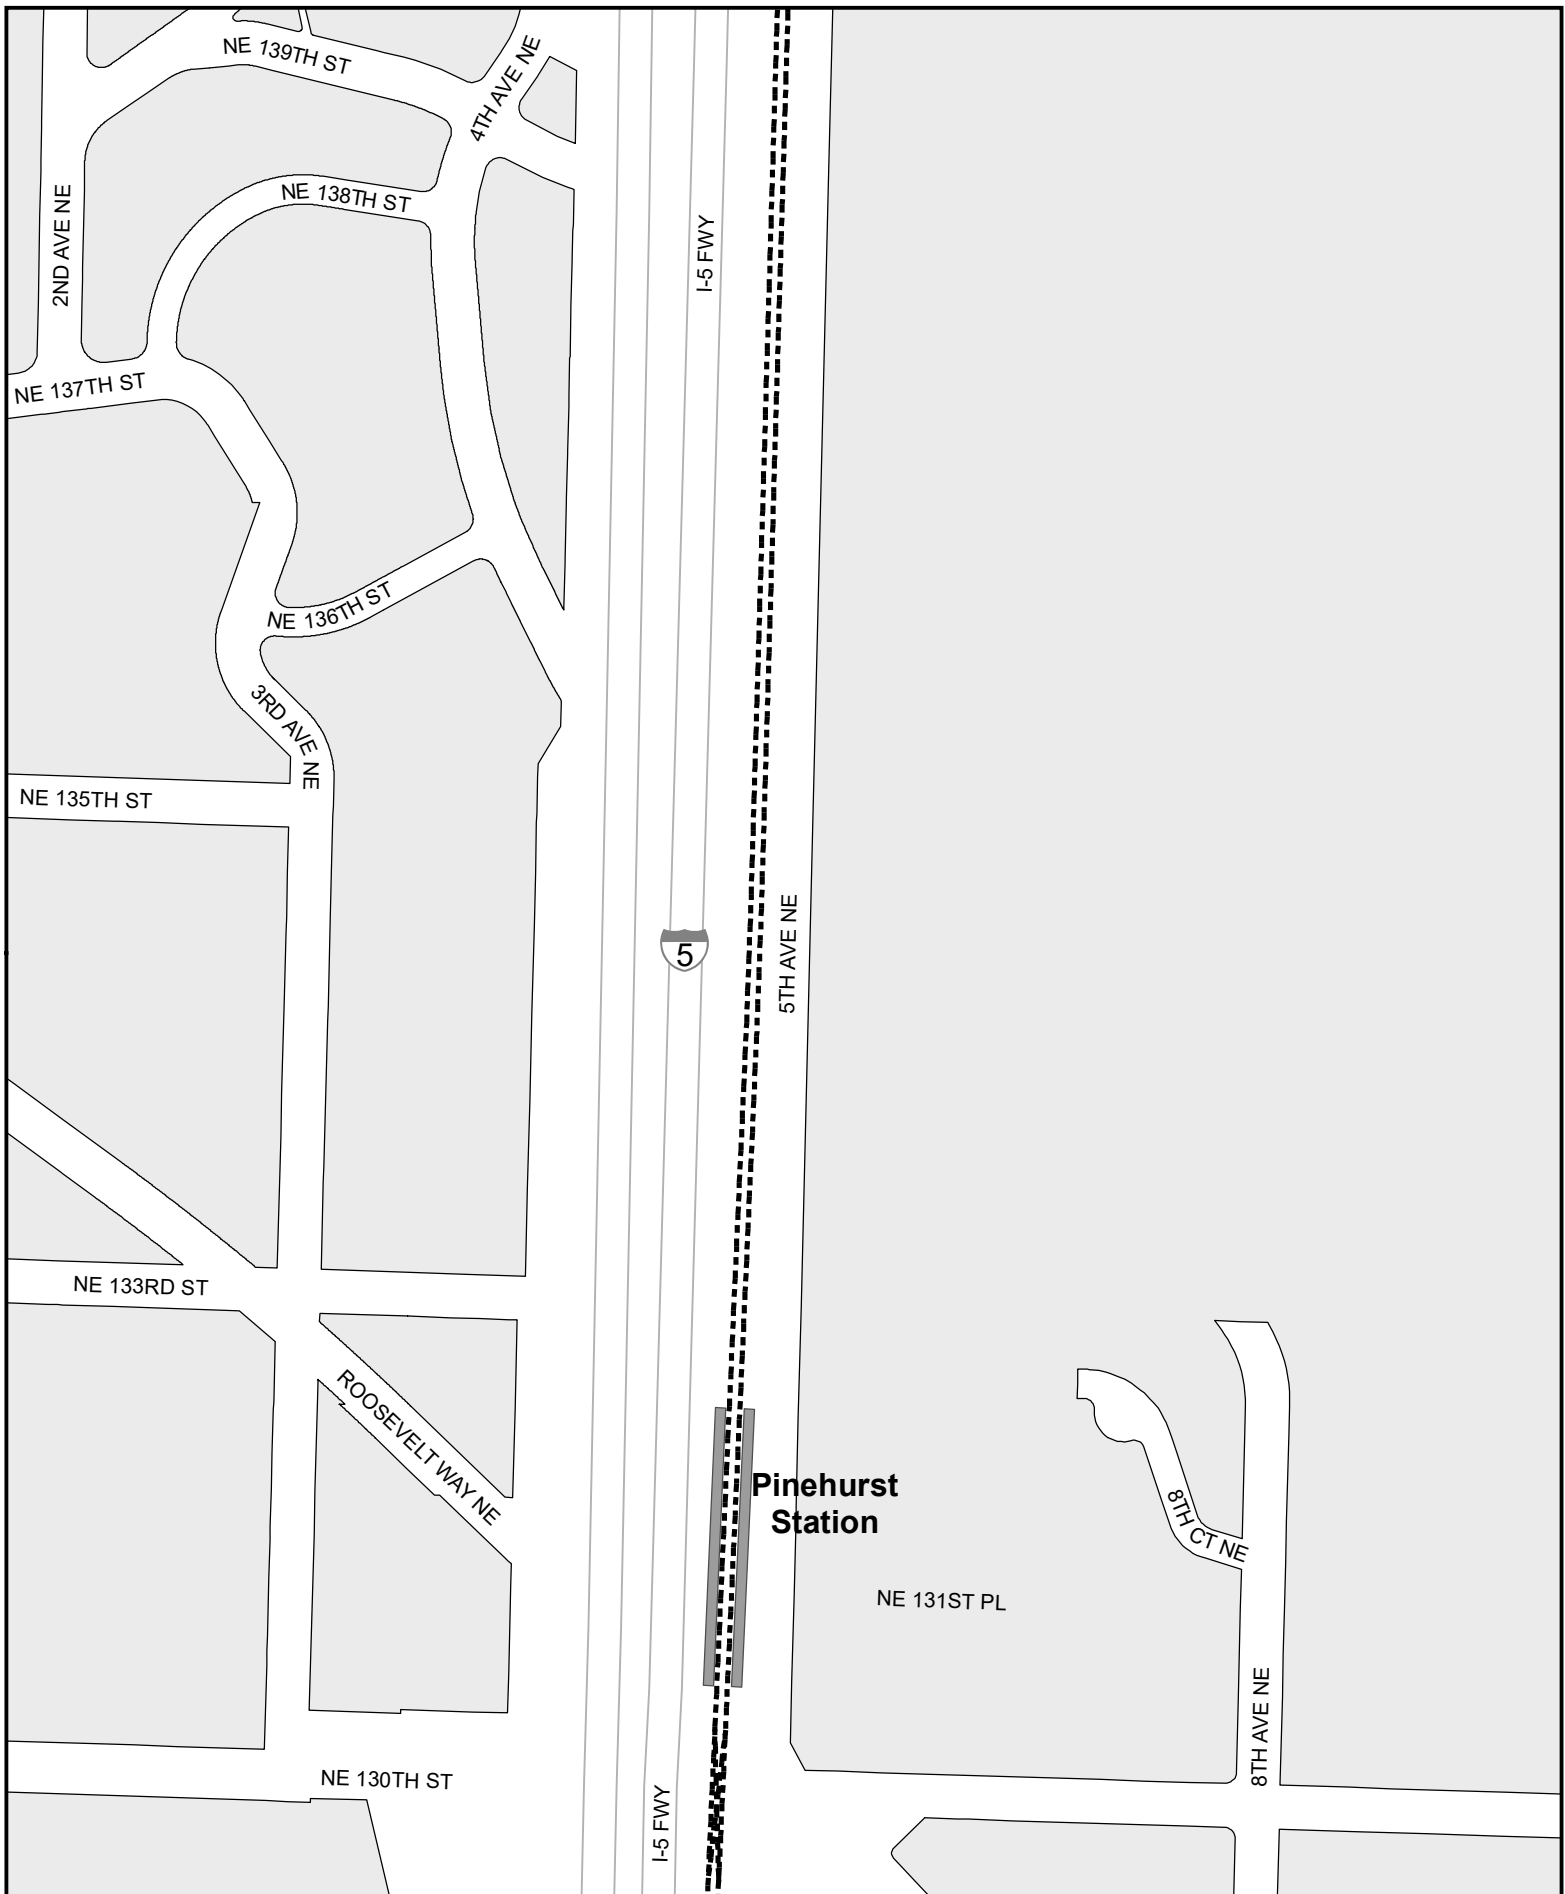 NE 139TH ST
4TH AVE NE
NE 138TH ST
2ND AVE NE
I-5 FWY
NE 137TH ST
NE 136TH ST
3RD AVE NE
NE 135TH ST
5
5TH AVE NE
NE 133RD ST
ROOSEVELT WAY NE
Pinehurst
Station
8TH CT NE
NE 131ST PL
8TH AVE NE
NE 130TH ST
I-5 FWY